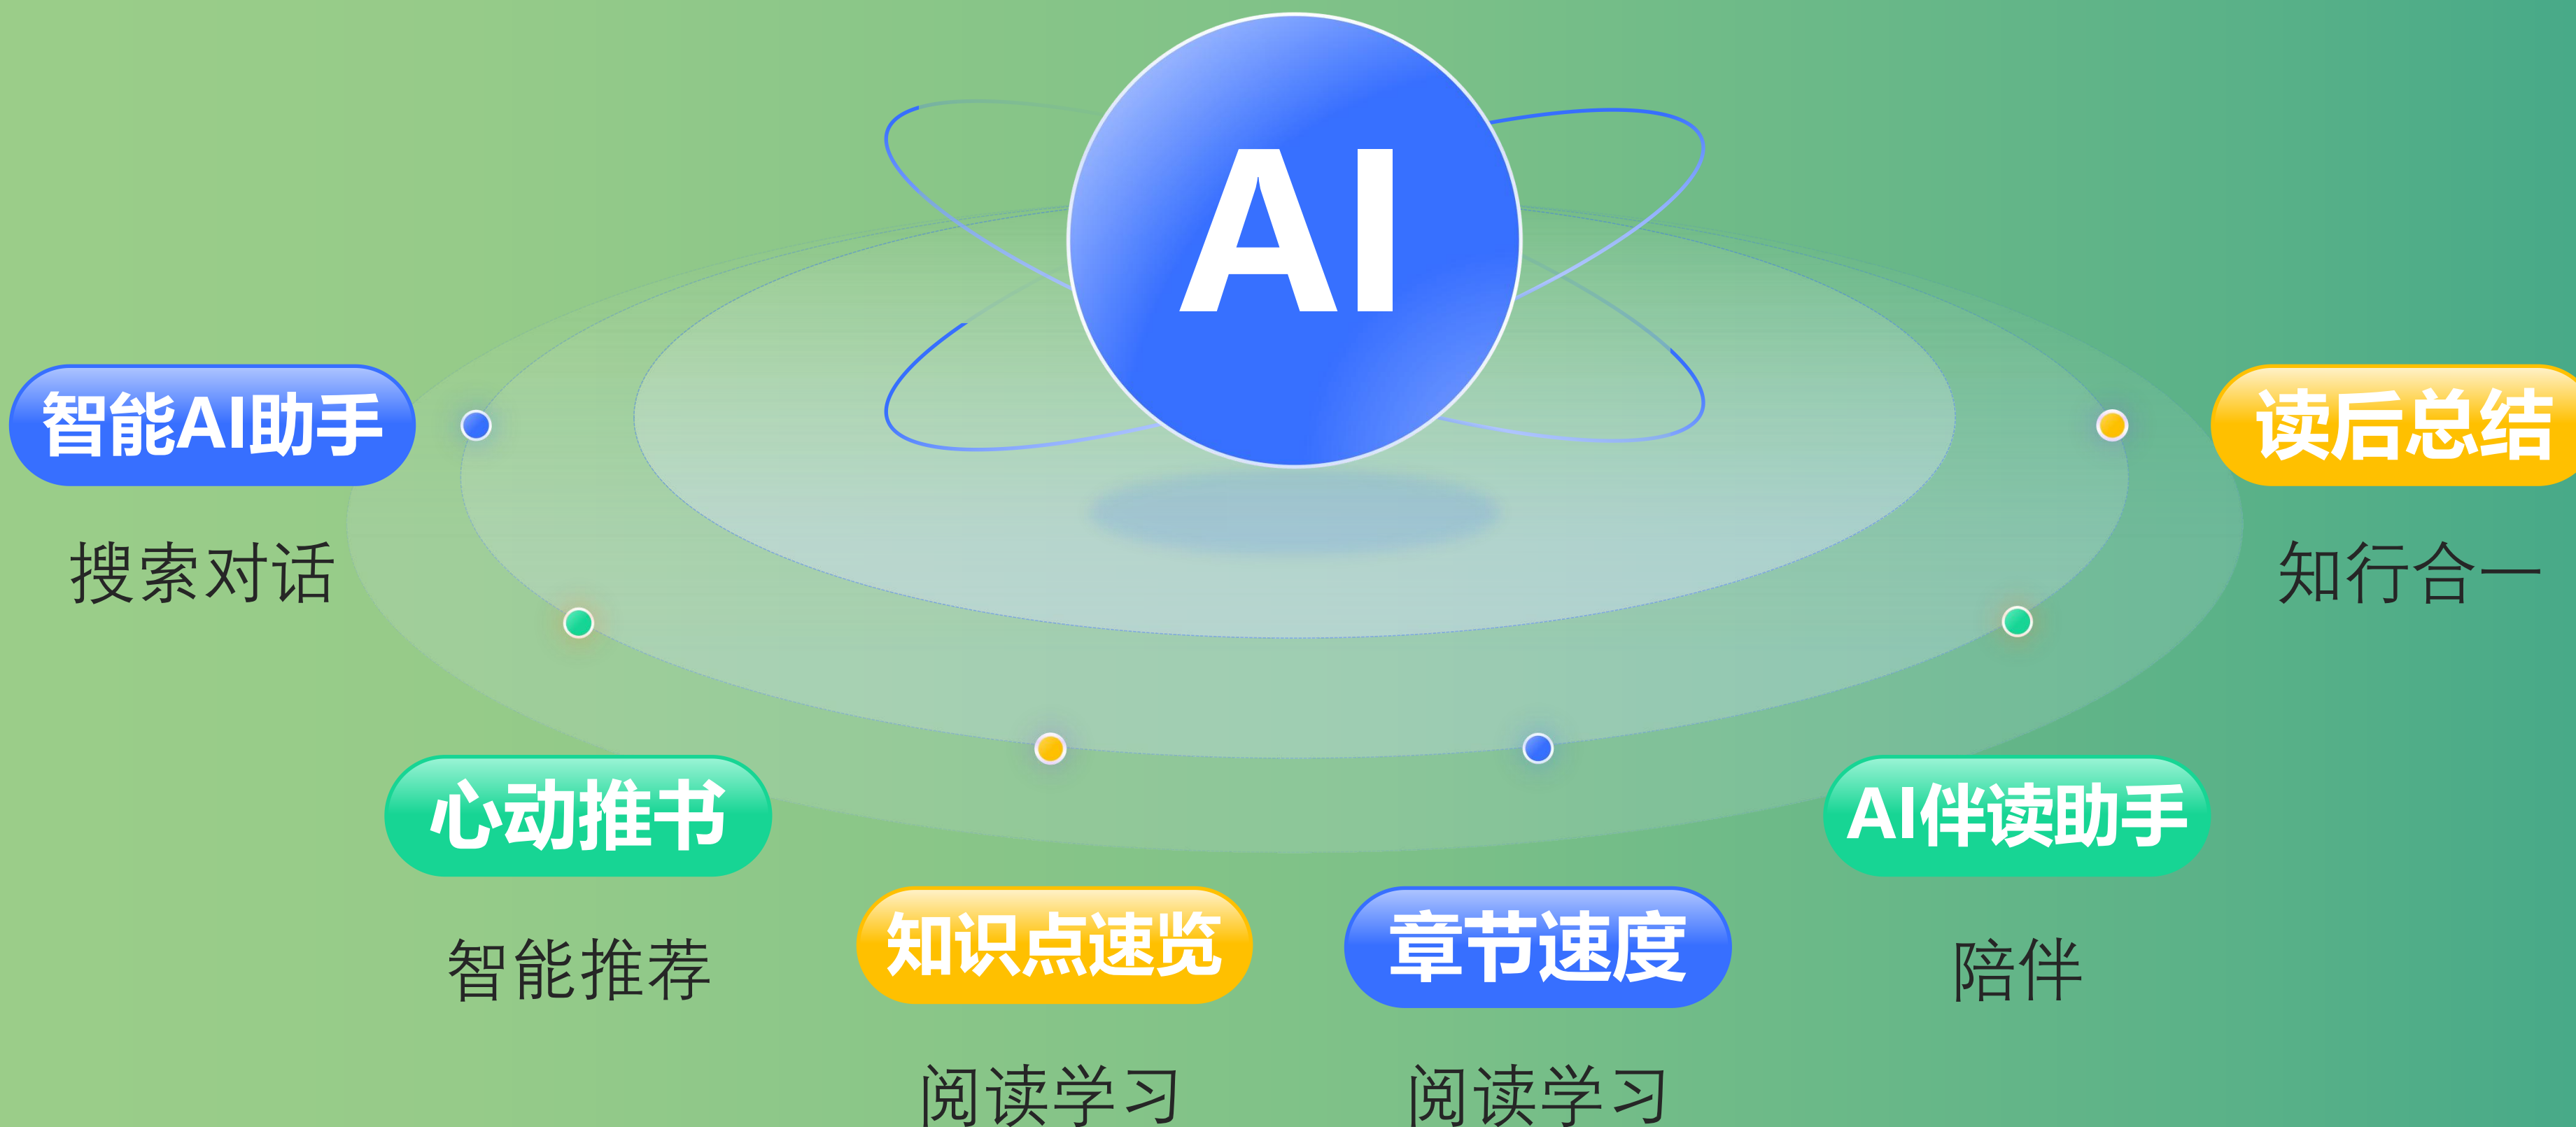 AI
智能AI助手
搜索对话
心动推书
智能推荐
知识点速览
阅读学习
章节速度
阅读学习
AI伴读助手
陪伴
读后总结
知行合一